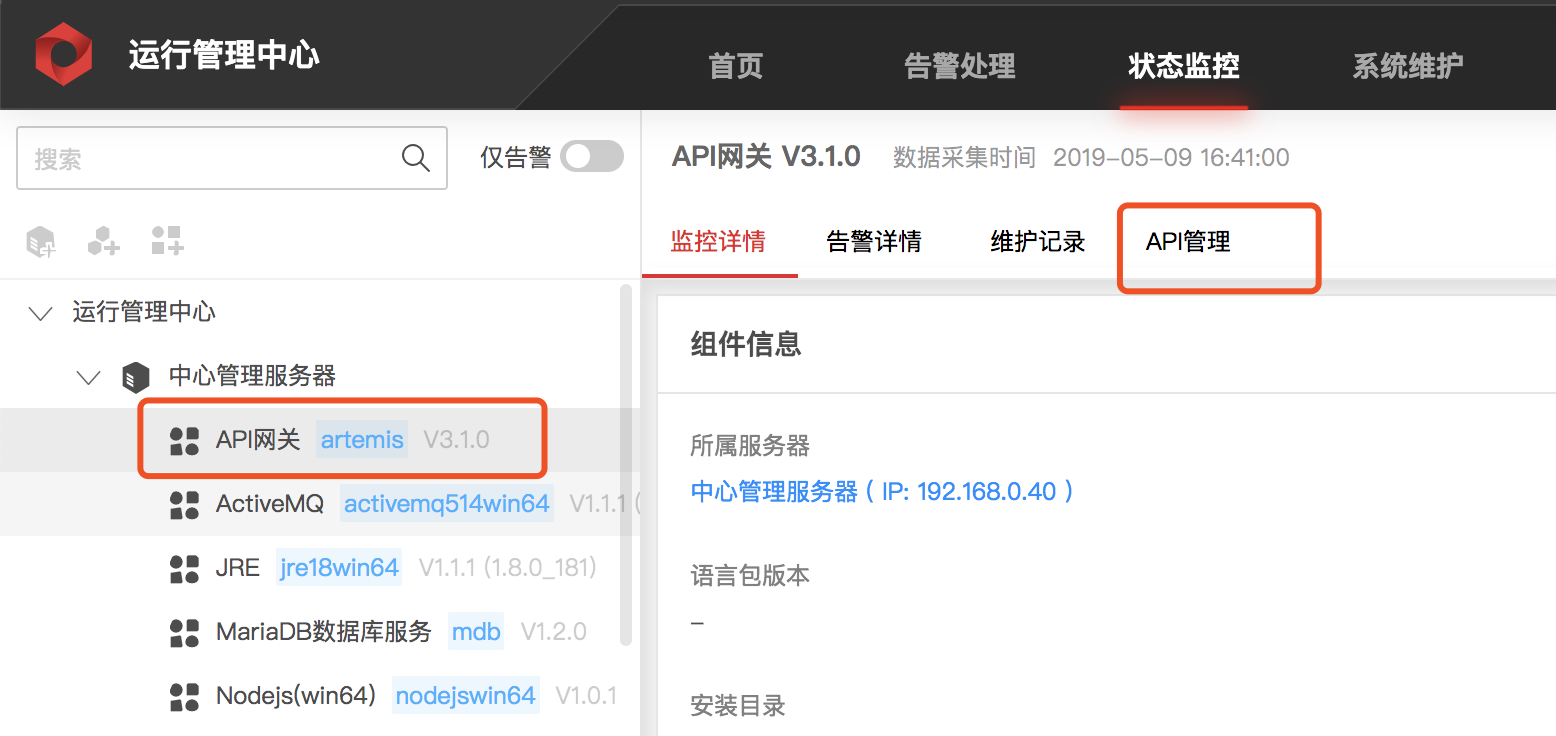 运行管理中心
首页
告警处理
状态监控
系统维护
搜索
仅告警
API网关 V3.1.0 数据采集时间 2019-05-09 16:41:00
监控详情
告警详情
维护记录
API管理
运行管理中心
中心管理服务器
API网关 artemis V3.1.0
ActiveMQ activemq514win64 V1.1.1 (
JRE jre18win64 V1.1.1 (1.8.0_181)
MariaDB数据库服务 mdb V1.2.0
Nodejs(win64) nodejswin64 V1.0.1
组件信息
所属服务器
中心管理服务器 ( IP: 192.168.0.40 )
语言包版本
–
安装目录